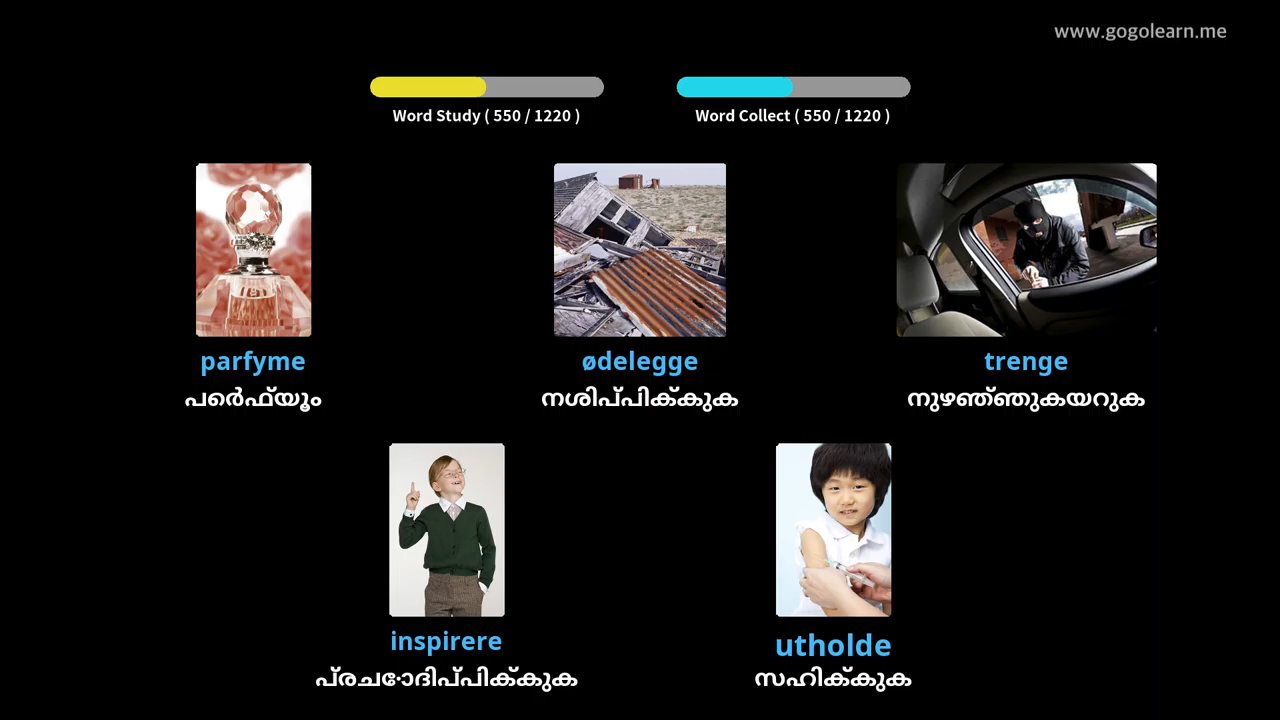 www.gogolearn.me
Word Study ( 550 / 1220 )
Word Collect ( 550 / 1220 )
parfyme
ødelegge
trenge
പെർഫ്യൂം
നശിപ്പിക്കുക
നുഴഞ്ഞുകയറുക
inspirere
utholde
പ്രചോദിപ്പിക്കുക
സഹിക്കുക